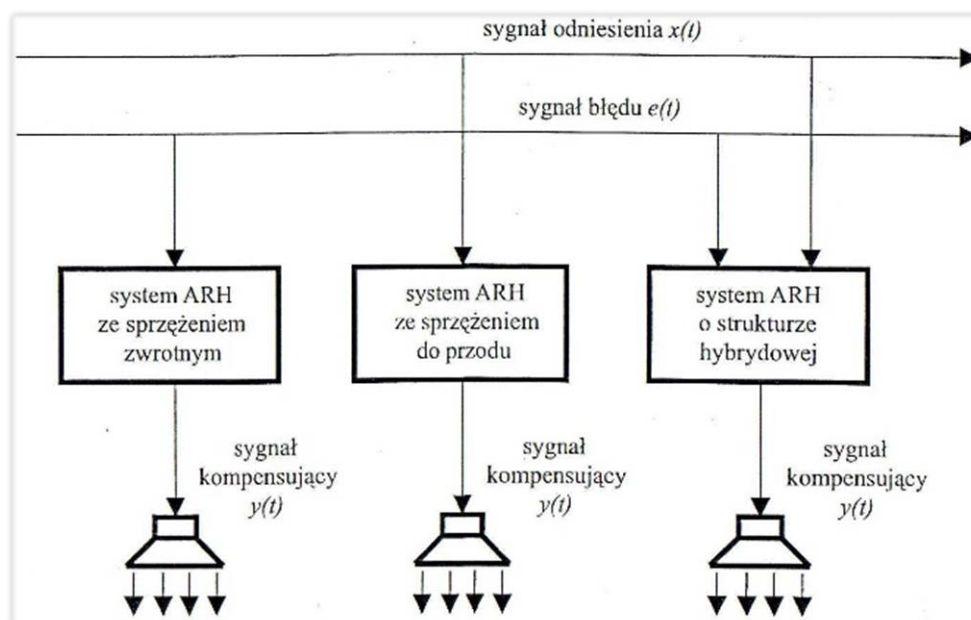 sygnał odniesienia x(t)
sygnał błędu e(t)
system ARH
ze sprzężeniem
zwrotnym
system ARH
ze sprzężeniem
do przodu
system ARH
o strukturze
hybrydowej
sygnał
kompensujący
y(t)
sygnał
kompensujący
y(t)
sygnał
kompensujący
y(t)